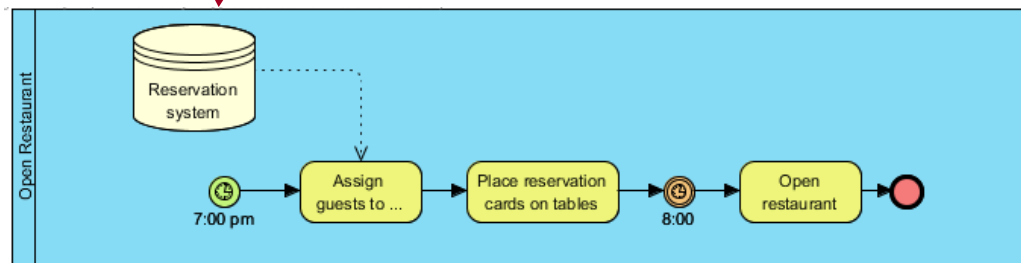 Open Restaurant
Reservation
system
Assign
guests to ...
Place reservation
cards on tables
Open
restaurant
7:00 pm
8:00